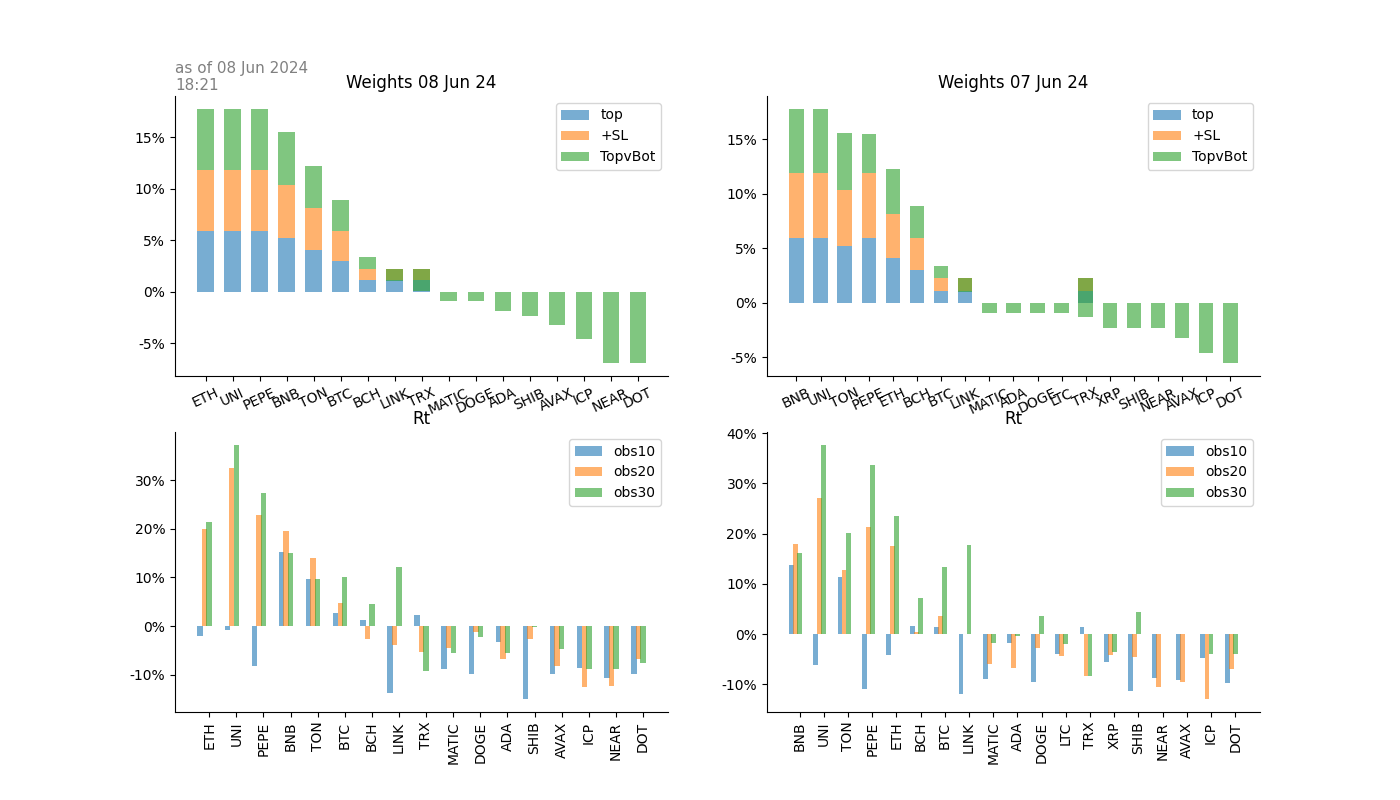 as of 08 Jun 2024
18:21
Weights 08 Jun 24
top
+SL
TopvBot
15%
10%
5%
0%
-5%
ETH UNI PEPE BNB TON BTC BCH LINK TRX MATIC DOGE ADA SHIB AVAX ICP NEAR DOT
Weights 07 Jun 24
top
+SL
TopvBot
15%
10%
5%
0%
-5%
BNB UNI TON PEPE ETH BCH BTC LINK MATIC ADA DOGE LTC TRX XRP SHIB NEAR AVAX ICP DOT
Rt
obs10
obs20
obs30
30%
20%
10%
0%
-10%
ETH UNI PEPE BNB TON BTC BCH LINK TRX MATIC DOGE ADA SHIB AVAX ICP NEAR DOT
Rt
obs10
obs20
obs30
40%
30%
20%
10%
0%
-10%
BNB UNI TON PEPE ETH BCH BTC LINK MATIC ADA DOGE LTC TRX XRP SHIB NEAR AVAX ICP DOT